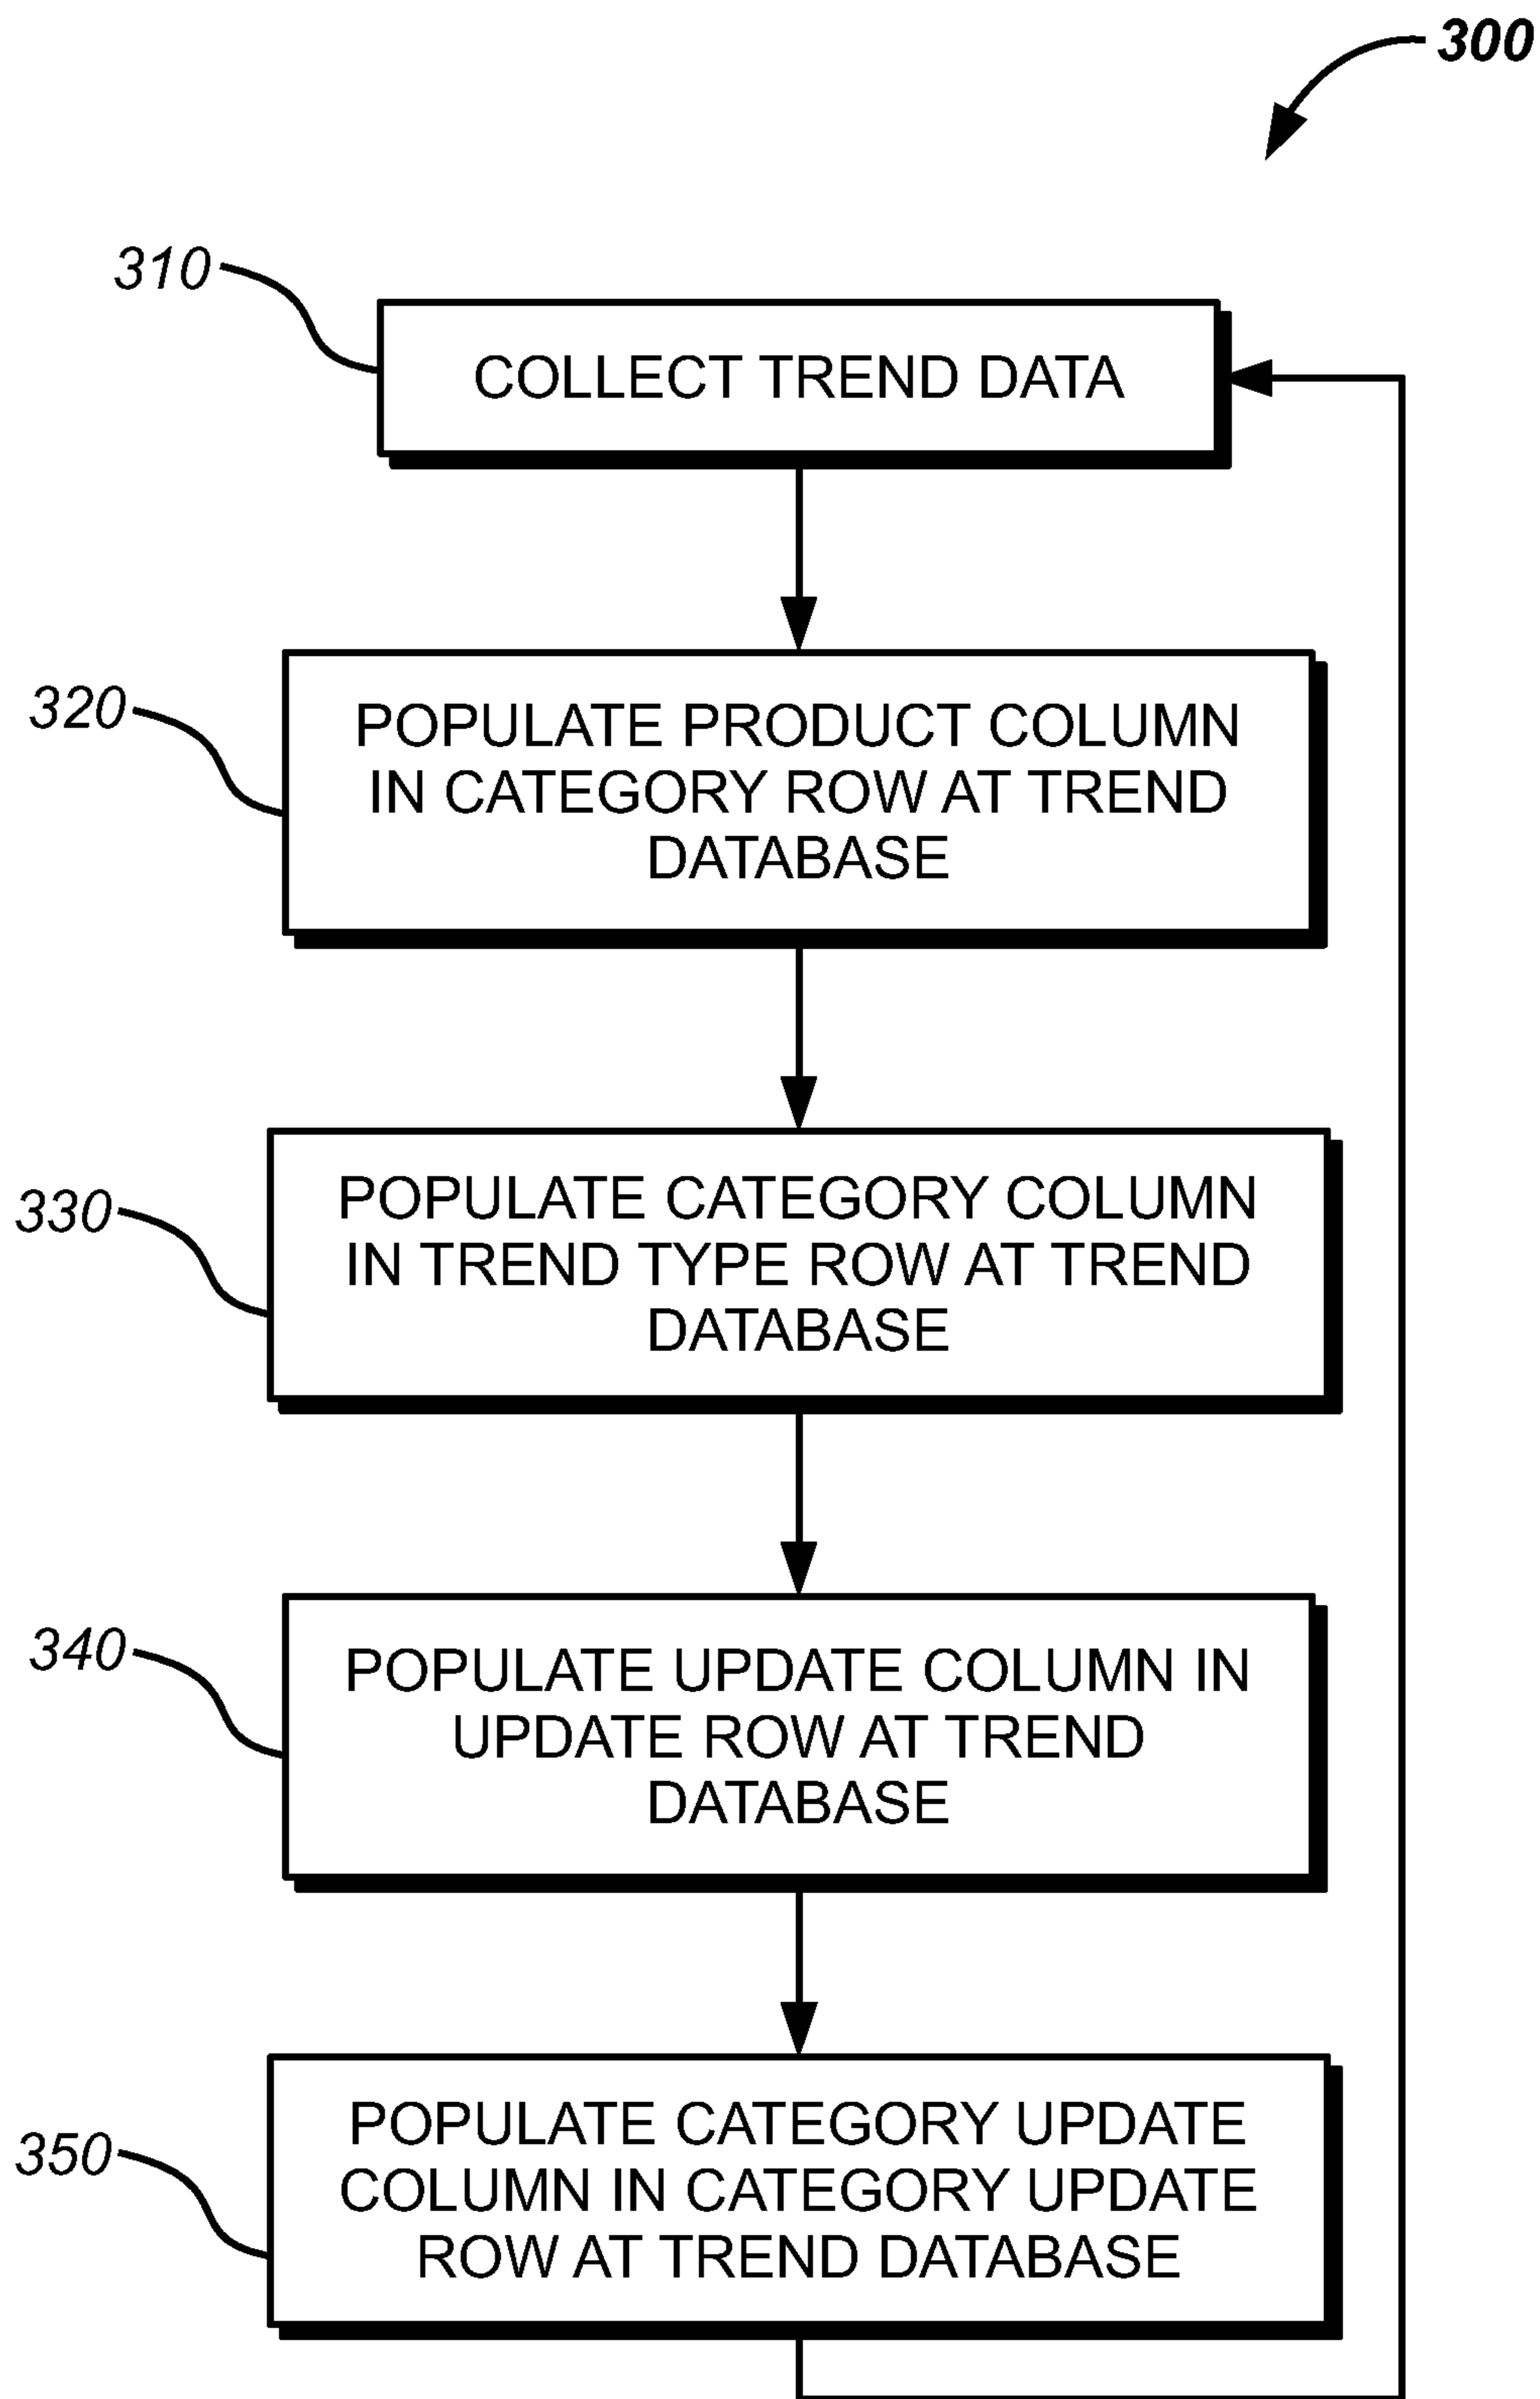 300
310
COLLECT TREND DATA
320
POPULATE PRODUCT COLUMN
IN CATEGORY ROW AT TREND
DATABASE
330
POPULATE CATEGORY COLUMN
IN TREND TYPE ROW AT TREND
DATABASE
340
POPULATE UPDATE COLUMN IN
UPDATE ROW AT TREND
DATABASE
350
POPULATE CATEGORY UPDATE
COLUMN IN CATEGORY UPDATE
ROW AT TREND DATABASE